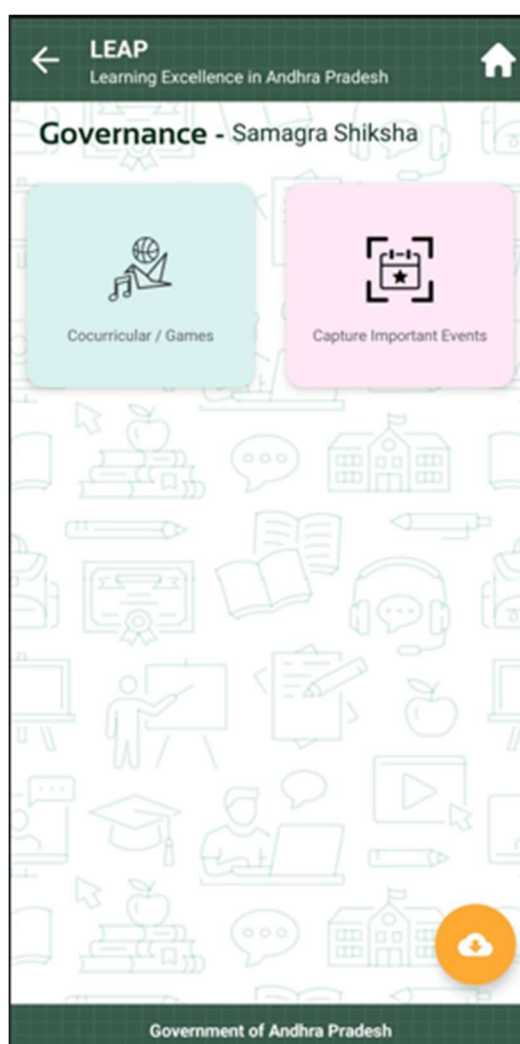 LEAP
Learning Excellence in Andhra Pradesh
Governance - Samagra Shiksha
Cocurricular / Games
Capture Important Events
Government of Andhra Pradesh